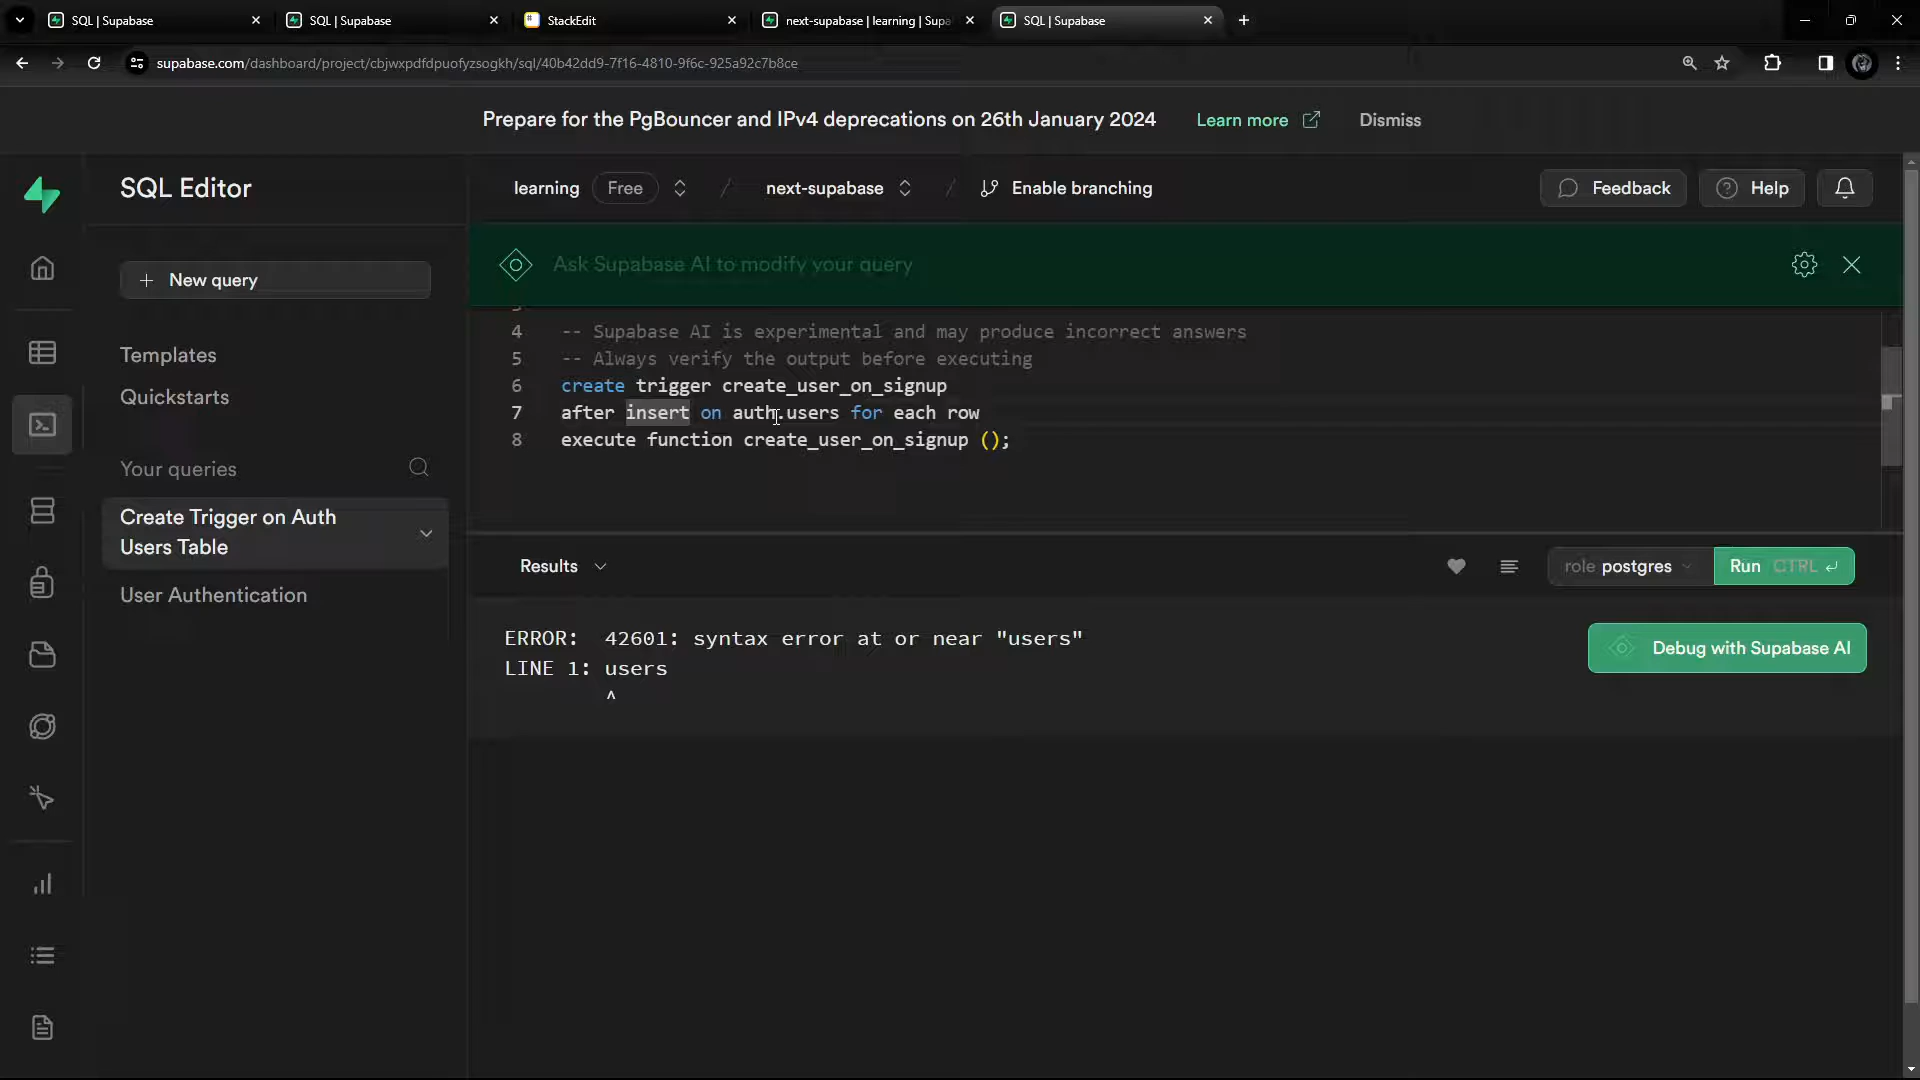 SQL | Supabase
SQL | Supabase
StackEdit
next-supabase | learning | Supa
SQL | Supabase
supabase.com/dashboard/project/cbjwxpdfdpuofyzsogkh/sql/40b42dd9-7f16-4810-9f6c-925a92c7b8ce
Prepare for the PgBouncer and IPv4 deprecations on 26th January 2024
Learn more
Dismiss
SQL Editor
learning Free / next-supabase / Enable branching
Feedback
Help
Ask Supabase AI to modify your query
New query
Templates
Quickstarts
Your queries
Create Trigger on Auth
Users Table
User Authentication
4 -- Supabase AI is experimental and may produce incorrect answers
5 -- Always verify the output before executing
6 create trigger create_user_on_signup
7 after insert on auth.users for each row
8 execute function create_user_on_signup ();
Results
role postgres
Run CTRL
ERROR: 42601: syntax error at or near "users"
LINE 1: users
^
Debug with Supabase AI